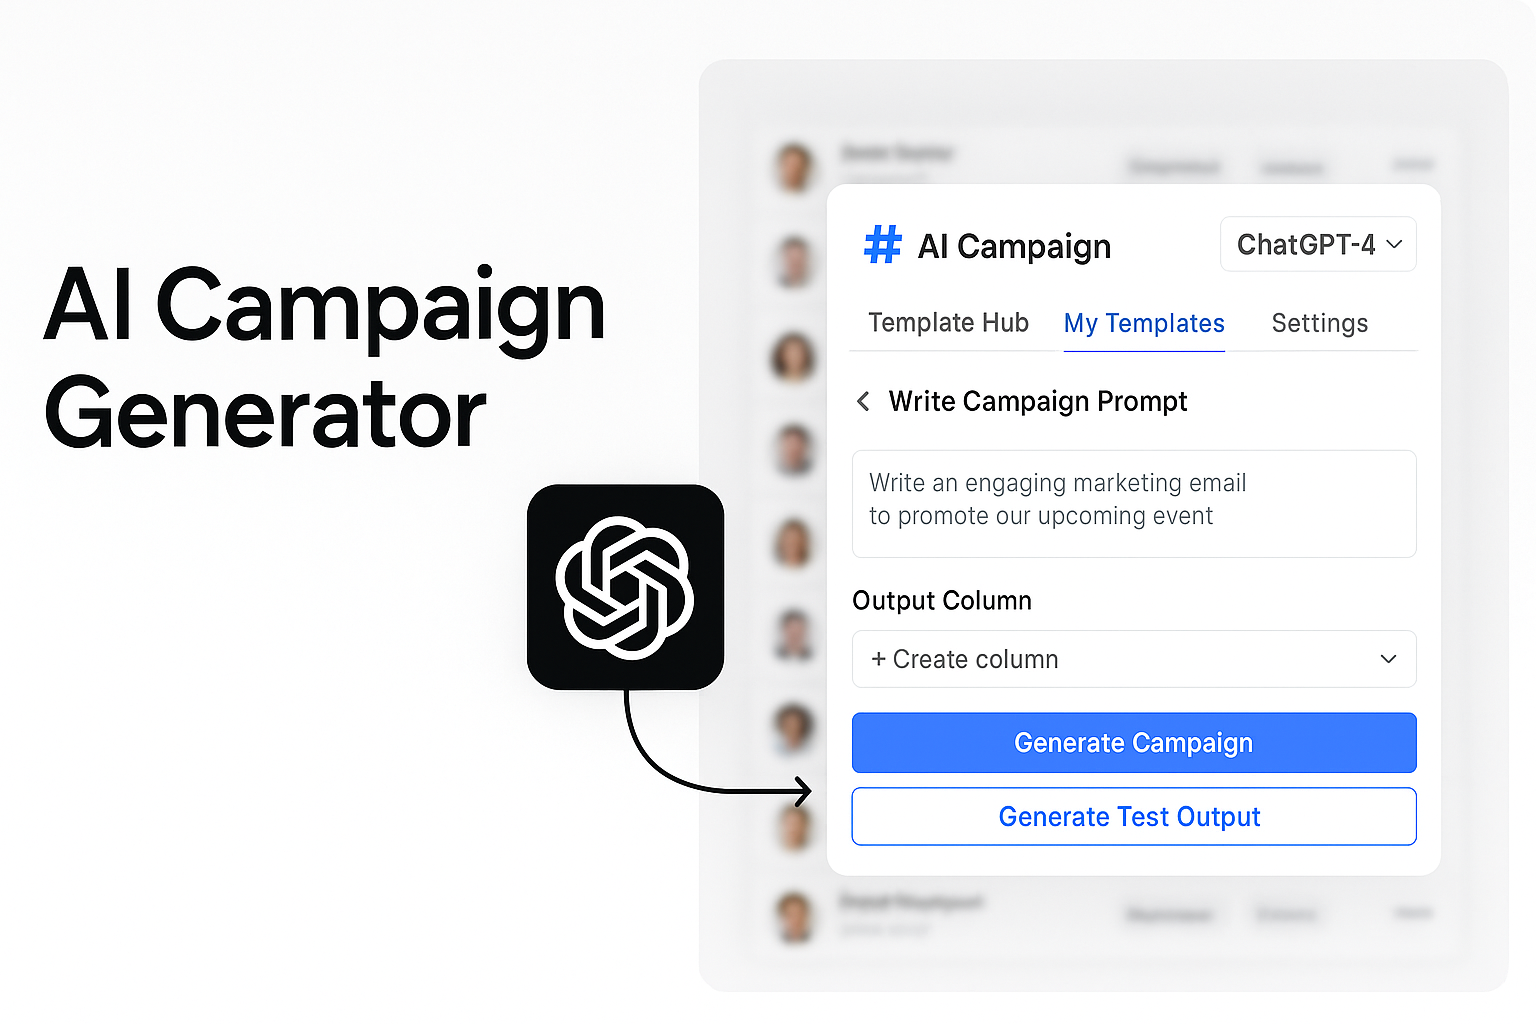 AI Campaign
Generator
# AI Campaign
ChatGPT-4
Template Hub
My Templates
Settings
Write Campaign Prompt
Write an engaging marketing email
to promote our upcoming event
Output Column
+ Create column
Generate Campaign
Generate Test Output